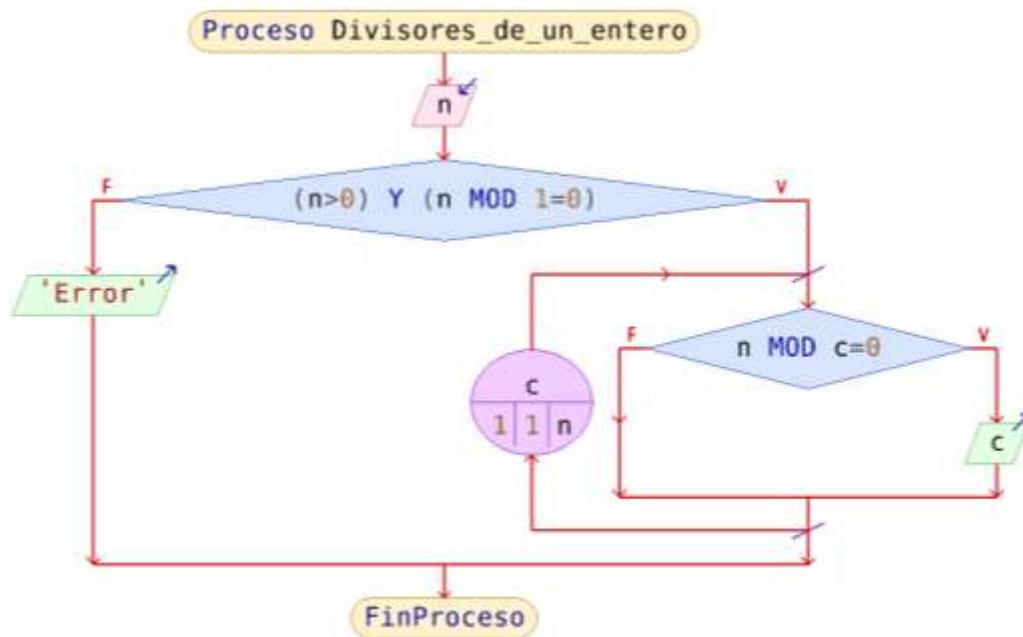 Proceso Divisores_de_un_entero
n
(n>0) Y (n MOD 1=0)
F
V
'Error'
n MOD c=0
F
V
c
1 1 n
c
FinProceso